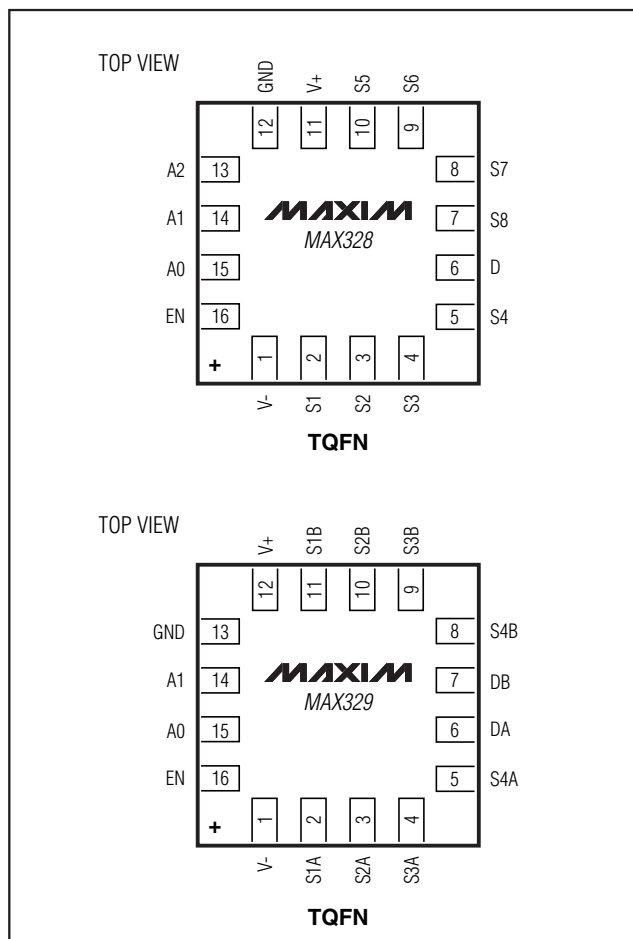 TOP VIEW
GND V+ S5 S6
12 11 10 9
A2 13 8 S7
A1 14 MAXIM 7 S8
MAX328
A0 15 6 D
EN 16 5 S4
+ 1 2 3 4
V- S1 S2 S3
TQFN
TOP VIEW
V+ S1B S2B S3B
12 11 10 9
GND 13 8 S4B
A1 14 MAXIM 7 DB
MAX329
A0 15 6 DA
EN 16 5 S4A
+ 1 2 3 4
V- S1A S2A S3A
TQFN